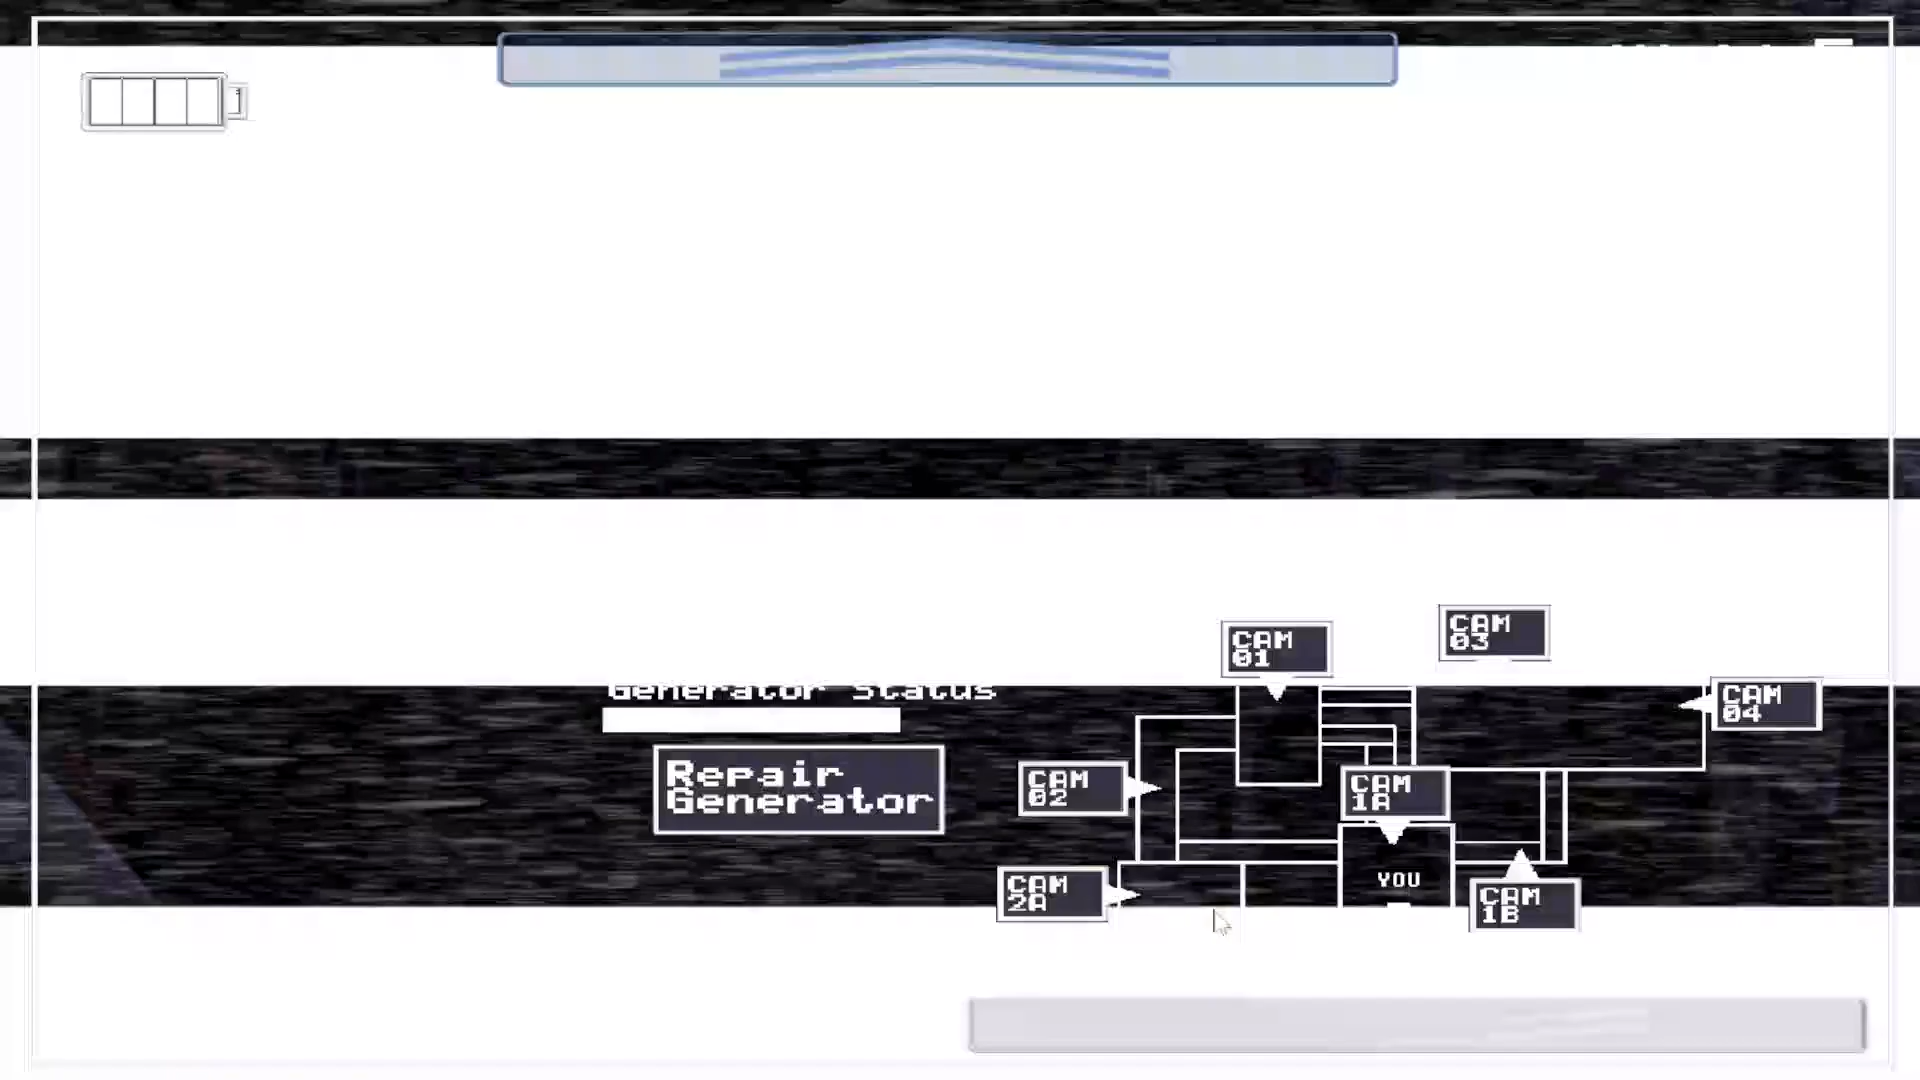 CAM
01
CAM
03
Generator Status
CAM
04
Repair
Generator
CAM
02
CAM
1A
CAM
2A
YOU
CAM
1B